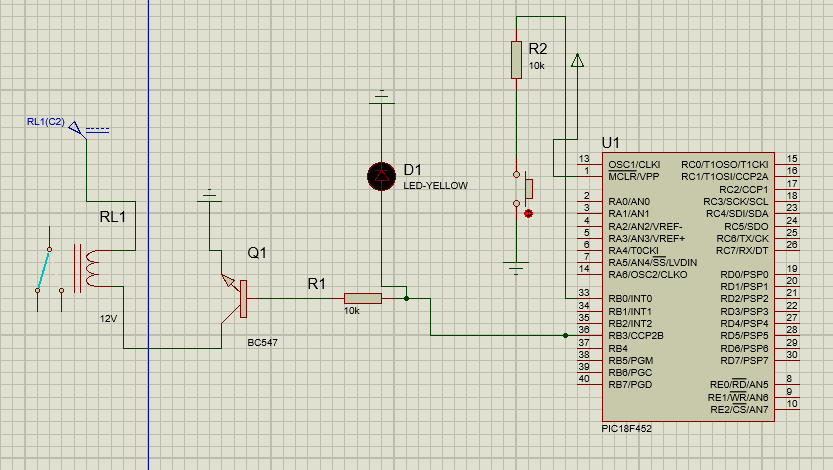 R2
10k
RL1(C2)
RL1
12V
Q1
BC547
D1
LED-YELLOW
R1
10k
U1
13 OSC1/CLKI RC0/T1OSO/T1CKI 15
1 MCLR/VPP RC1/T1OSI/CCP2A 16
RC2/CCP1 17
2 RA0/AN0 RC3/SCK/SCL 18
3 RA1/AN1 RC4/SDI/SDA 23
4 RA2/AN2/VREF- RC5/SDO 24
5 RA3/AN3/VREF+ RC6/TX/CK 25
6 RA4/T0CKI RC7/RX/DT 26
7 RA5/AN4/SS/LVDIN
14 RA6/OSC2/CLKO RD0/PSP0 19
RD1/PSP1 20
33 RB0/INT0 RD2/PSP2 21
34 RB1/INT1 RD3/PSP3 22
35 RB2/INT2 RD4/PSP4 27
36 RB3/CCP2B RD5/PSP5 28
37 RB4 RD6/PSP6 29
38 RB5/PGM RD7/PSP7 30
39 RB6/PGC
40 RB7/PGD RE0/RD/AN5 8
RE1/WR/AN6 9
RE2/CS/AN7 10
PIC18F452